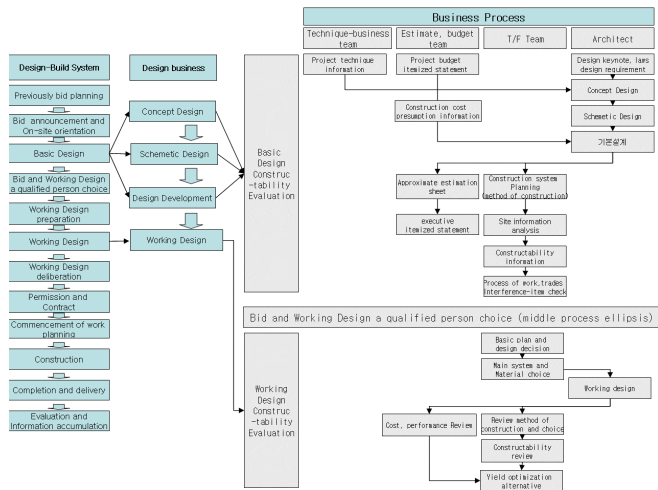 Business Process
Technique-business
team
Estimate, budget
team
T/F Team
Architect
Design-Build System
Design business
Project technique
information
Project budget
itemized statement
Design keynote, laws
design requirement
Previously bid planning
Concept Design
Bid announcement and
On-site orientation
Concept Design
Construction cost
presumption information
Schemetic Design
Basic Design
Schemetic Design
Basic
Design
Construc
-tability
Evaluation
기본설계
Bid and Working Design
a qualified person choice
Design Development
Approximate estimation
sheet
Construction system
Planning
(method of construction)
Working Design
preparation
executive
itemized statement
Site information
analysis
Working Design
Working Design
Constructability
information
Working Design
deliberation
Process of work,trades
Interference-item check
Permission and
Contract
Commencement of work
planning
Bid and Working Design a qualified person choice (middle process ellipsis)
Construction
Basic plan and
design decision
Main system and
Material choice
Completion and delivery
Working
Design
Construc
-tability
Evaluation
Working design
Evaluation and
Information accumulation
Cost, performance Review
Review method of
construction and choice
Constructability
review
Yield optimization
alternative